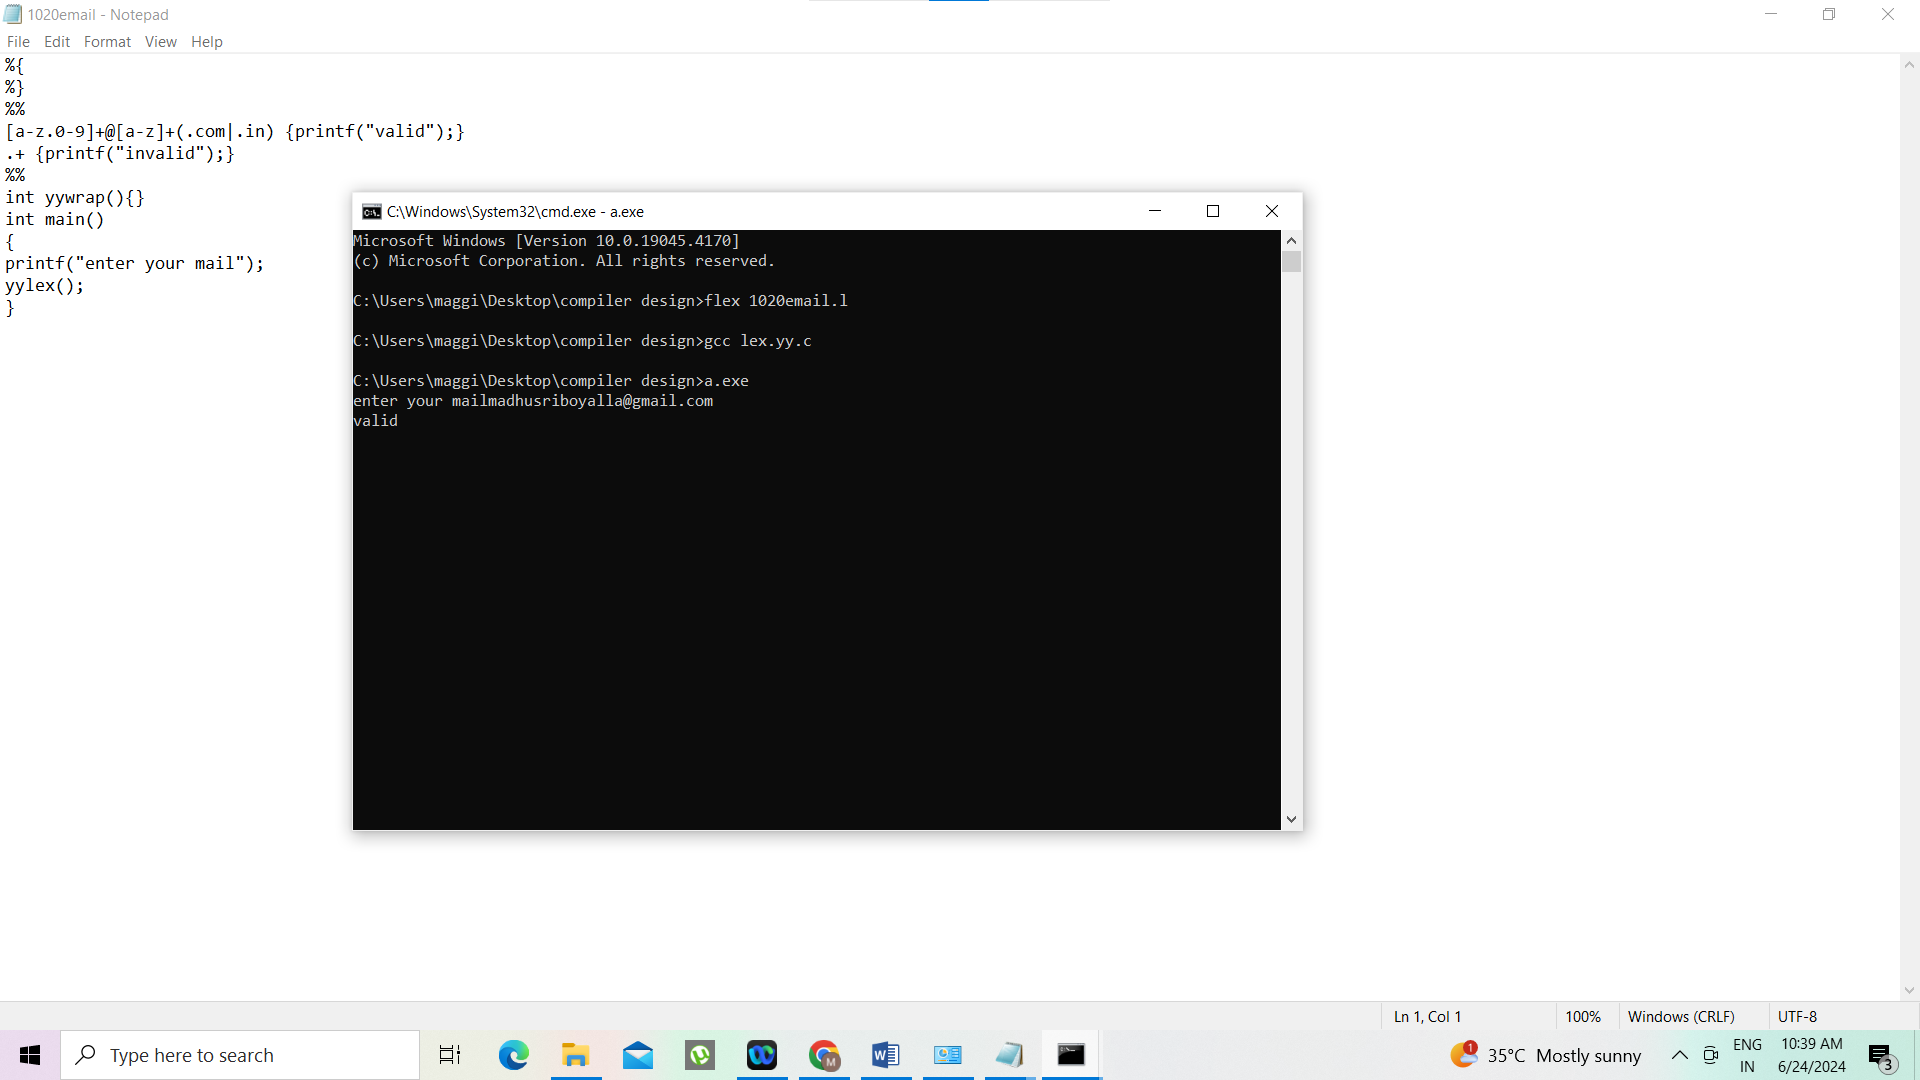 1020email - Notepad
File Edit Format View Help
%{
%}
%%
[a-z.0-9]+@[a-z]+(.com|.in) {printf("valid");}
.+ {printf("invalid");}
%%
int yywrap(){}
int main()
{
printf("enter your mail");
yylex();
}
C:\Windows\System32\cmd.exe - a.exe
Microsoft Windows [Version 10.0.19045.4170]
(c) Microsoft Corporation. All rights reserved.
C:\Users\maggi\Desktop\compiler design>flex 1020email.l
C:\Users\maggi\Desktop\compiler design>gcc lex.yy.c
C:\Users\maggi\Desktop\compiler design>a.exe
enter your mailmadhusriboyalla@gmail.com
valid
Ln 1, Col 1 100% Windows (CRLF) UTF-8
Type here to search
M
1
35°C Mostly sunny
ENG
IN
10:39 AM
6/24/2024
3